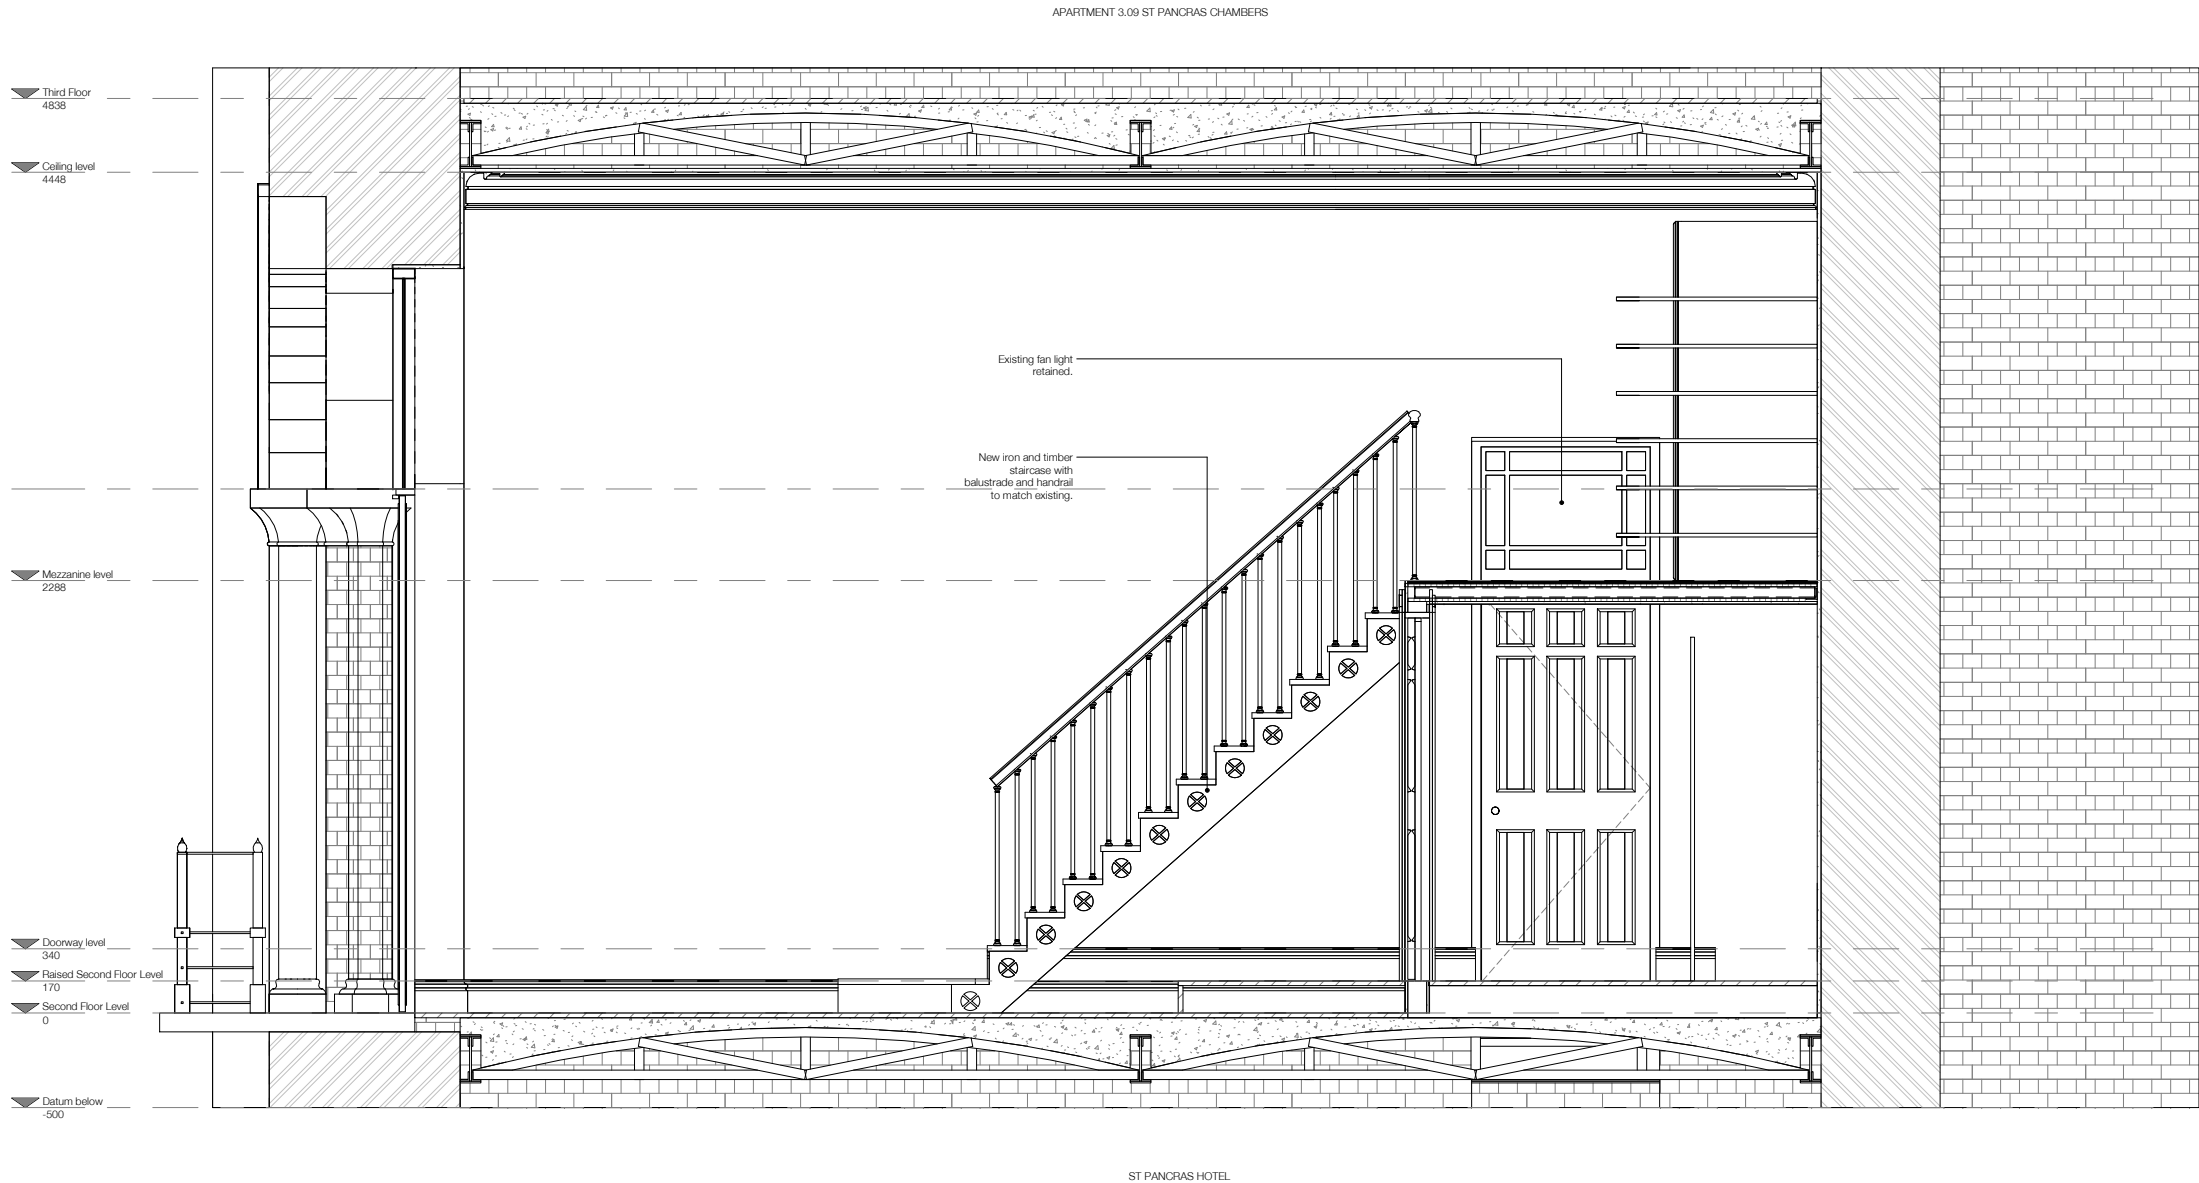 APARTMENT 3.09 ST PANCRAS CHAMBERS
Third Floor
4838
Ceiling level
4448
Existing fan light
retained.
New iron and timber
staircase with
balustrade and handrail
to match existing.
Mezzanine level
2288
Doorway level
340
Raised Second Floor Level
170
Second Floor Level
0
Datum below
-500
ST PANCRAS HOTEL